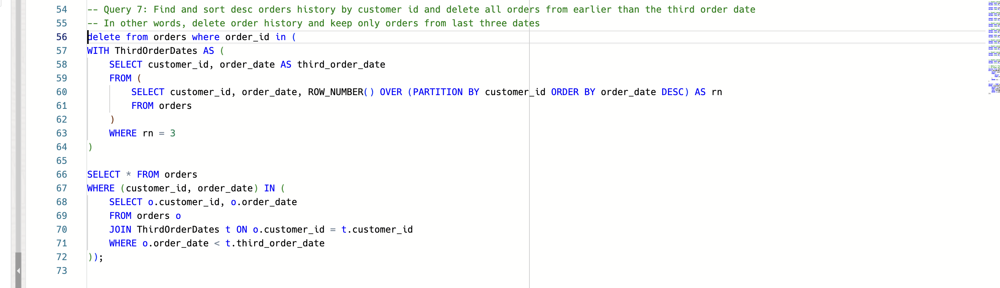 54 -- Query 7: Find and sort desc orders history by customer id and delete all orders from earlier than the third order date
55 -- In other words, delete order history and keep only orders from last three dates
56 delete from orders where order_id in (
57 WITH ThirdOrderDates AS (
58     SELECT customer_id, order_date AS third_order_date
59     FROM (
60         SELECT customer_id, order_date, ROW_NUMBER() OVER (PARTITION BY customer_id ORDER BY order_date DESC) AS rn
61         FROM orders
62     )
63     WHERE rn = 3
64 )
65
66 SELECT * FROM orders
67 WHERE (customer_id, order_date) IN (
68     SELECT o.customer_id, o.order_date
69     FROM orders o
70     JOIN ThirdOrderDates t ON o.customer_id = t.customer_id
71     WHERE o.order_date < t.third_order_date
72 ));
73